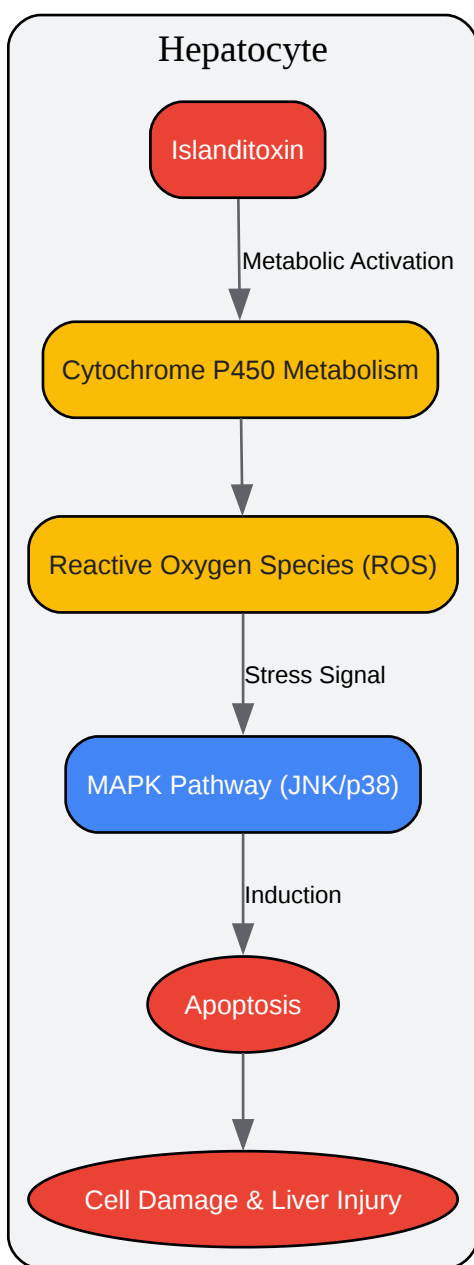 Hepatocyte
Islanditoxin
Metabolic Activation
Cytochrome P450 Metabolism
Reactive Oxygen Species (ROS)
Stress Signal
MAPK Pathway (JNK/p38)
Induction
Apoptosis
Cell Damage & Liver Injury